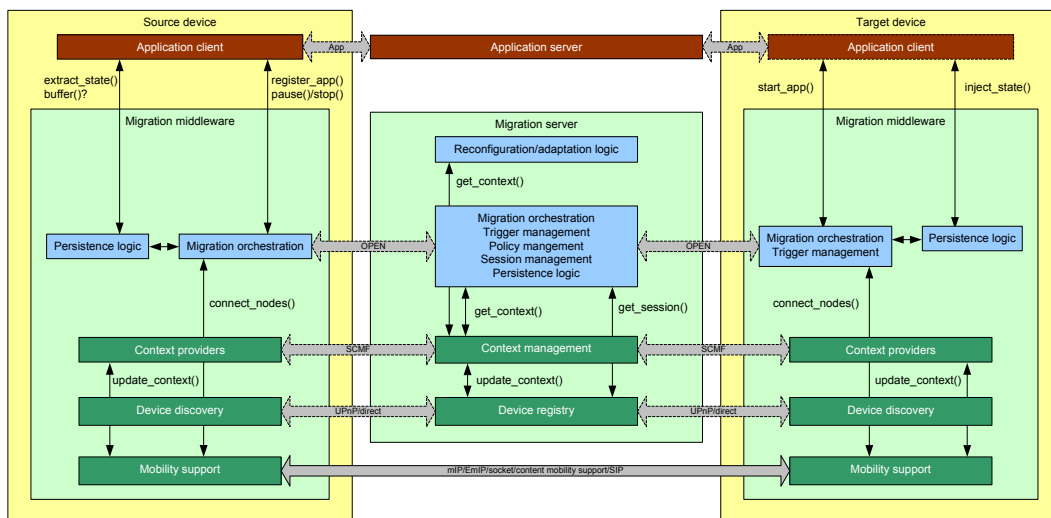 Source device
Target device
Application client
App
Application server
App
Application client
extract_state()
buffer()?
register_app()
pause()/stop()
start_app()
inject_state()
Migration middleware
Migration server
Migration middleware
Reconfiguration/adaptation logic
get_context()
Persistence logic
Migration orchestration
OPEN
Migration orchestration
Trigger management
Policy mangement
Session management
Persistence logic
OPEN
Migration orchestration
Trigger management
Persistence logic
connect_nodes()
get_context()
get_session()
connect_nodes()
Context providers
SCMF
Context management
SCMF
Context providers
update_context()
update_context()
update_context()
Device discovery
UPnP/direct
Device registry
UPnP/direct
Device discovery
Mobility support
mIP/EmIP/socket/content mobility support/SIP
Mobility support